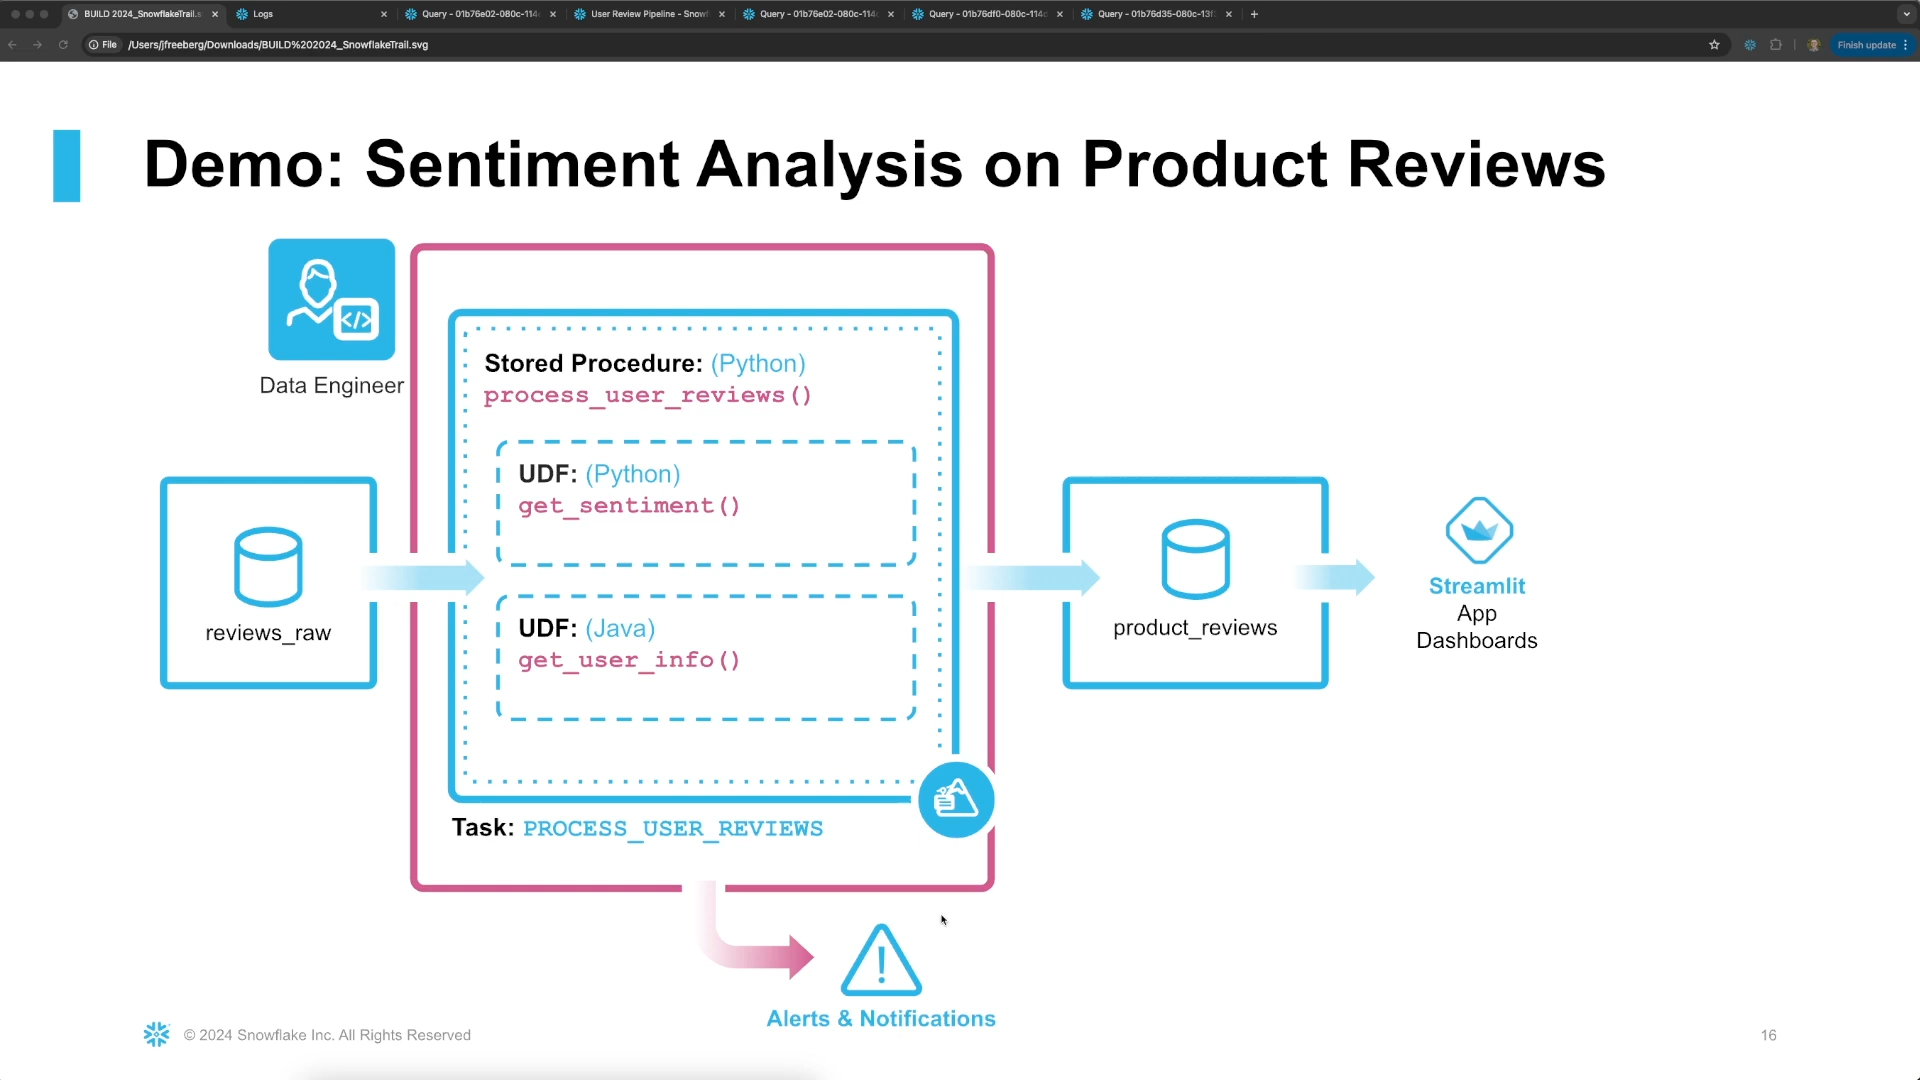 BUILD 2024_SnowflakeTrail.s
Logs
Query - 01b76e02-080c-114
User Review Pipeline - Snowf
Query - 01b76e02-080c-114
Query - 01b76df0-080c-114
Query - 01b76d35-080c-13f
File
/Users/jfreeberg/Downloads/BUILD%202024_SnowflakeTrail.svg
Finish update
Demo: Sentiment Analysis on Product Reviews
Data Engineer
Stored Procedure: (Python)
process_user_reviews()
UDF: (Python)
get_sentiment()
UDF: (Java)
get_user_info()
Task: PROCESS_USER_REVIEWS
reviews_raw
product_reviews
Streamlit
App
Dashboards
Alerts & Notifications
© 2024 Snowflake Inc. All Rights Reserved
16